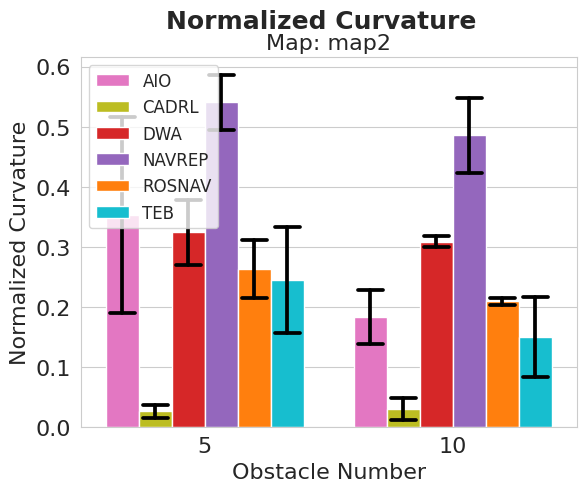 Normalized Curvature
Map: map2
Normalized Curvature
0.6
0.5
0.4
0.3
0.2
0.1
0.0
AIO
CADRL
DWA
NAVREP
ROSNAV
TEB
5
10
Obstacle Number